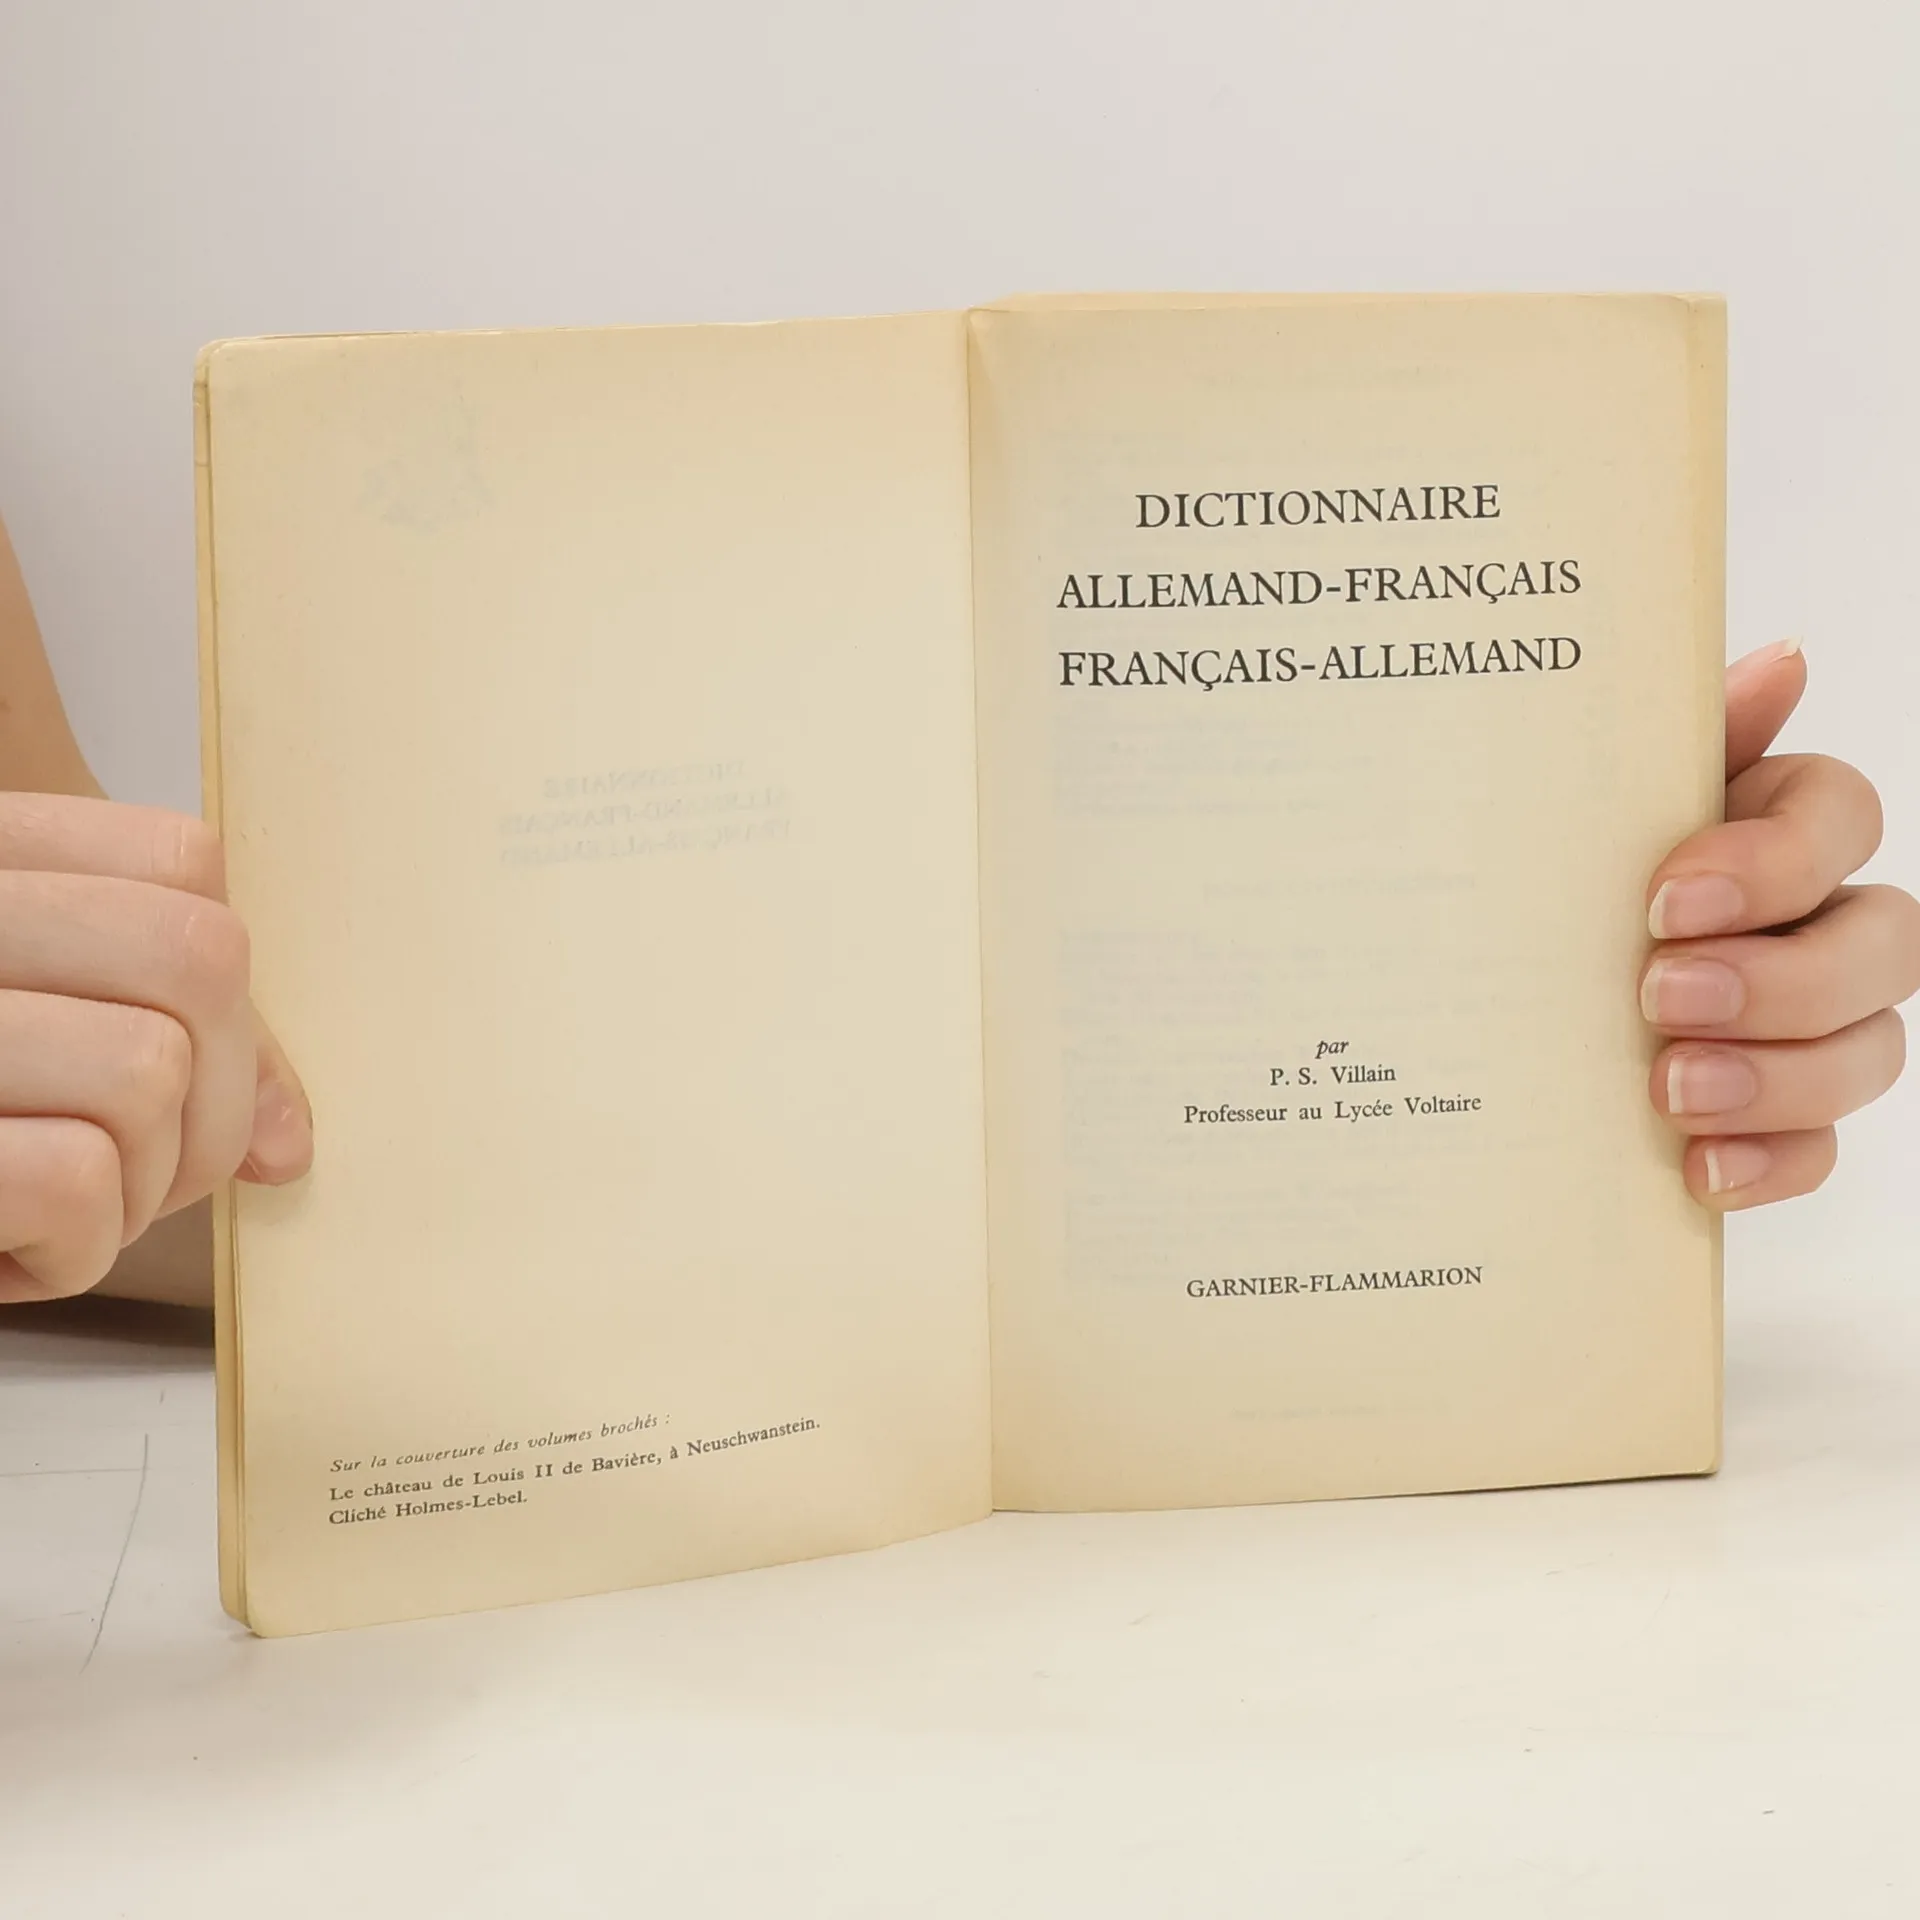 Sur la couverture des volumes brochés :
Le château de Louis II de Bavière, à Neuschwanstein.
Cliché Holmes-Lebel.
DICTIONNAIRE
ALLEMAND-FRANÇAIS
FRANÇAIS-ALLEMAND
par
P. S. Villain
Professeur au Lycée Voltaire
GARNIER-FLAMMARION